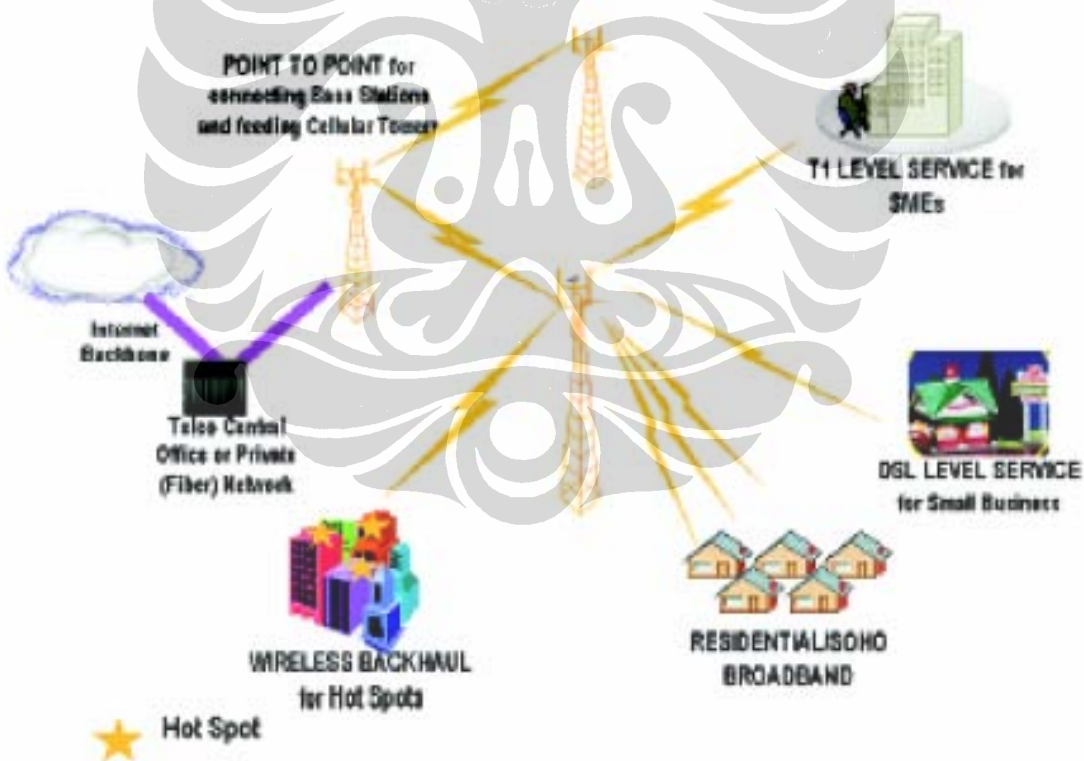 POINT TO POINT for
connecting Base Stations
and feeding Cellular Tower
T1 LEVEL SERVICE for
SMEs
Internet
Backbone
Telco Central
Office or Private
(Fiber) Network
DSL LEVEL SERVICE
for Small Business
RESIDENTIAL/SOHO
BROADBAND
WIRELESS BACKHAUL
for Hot Spots
Hot Spot